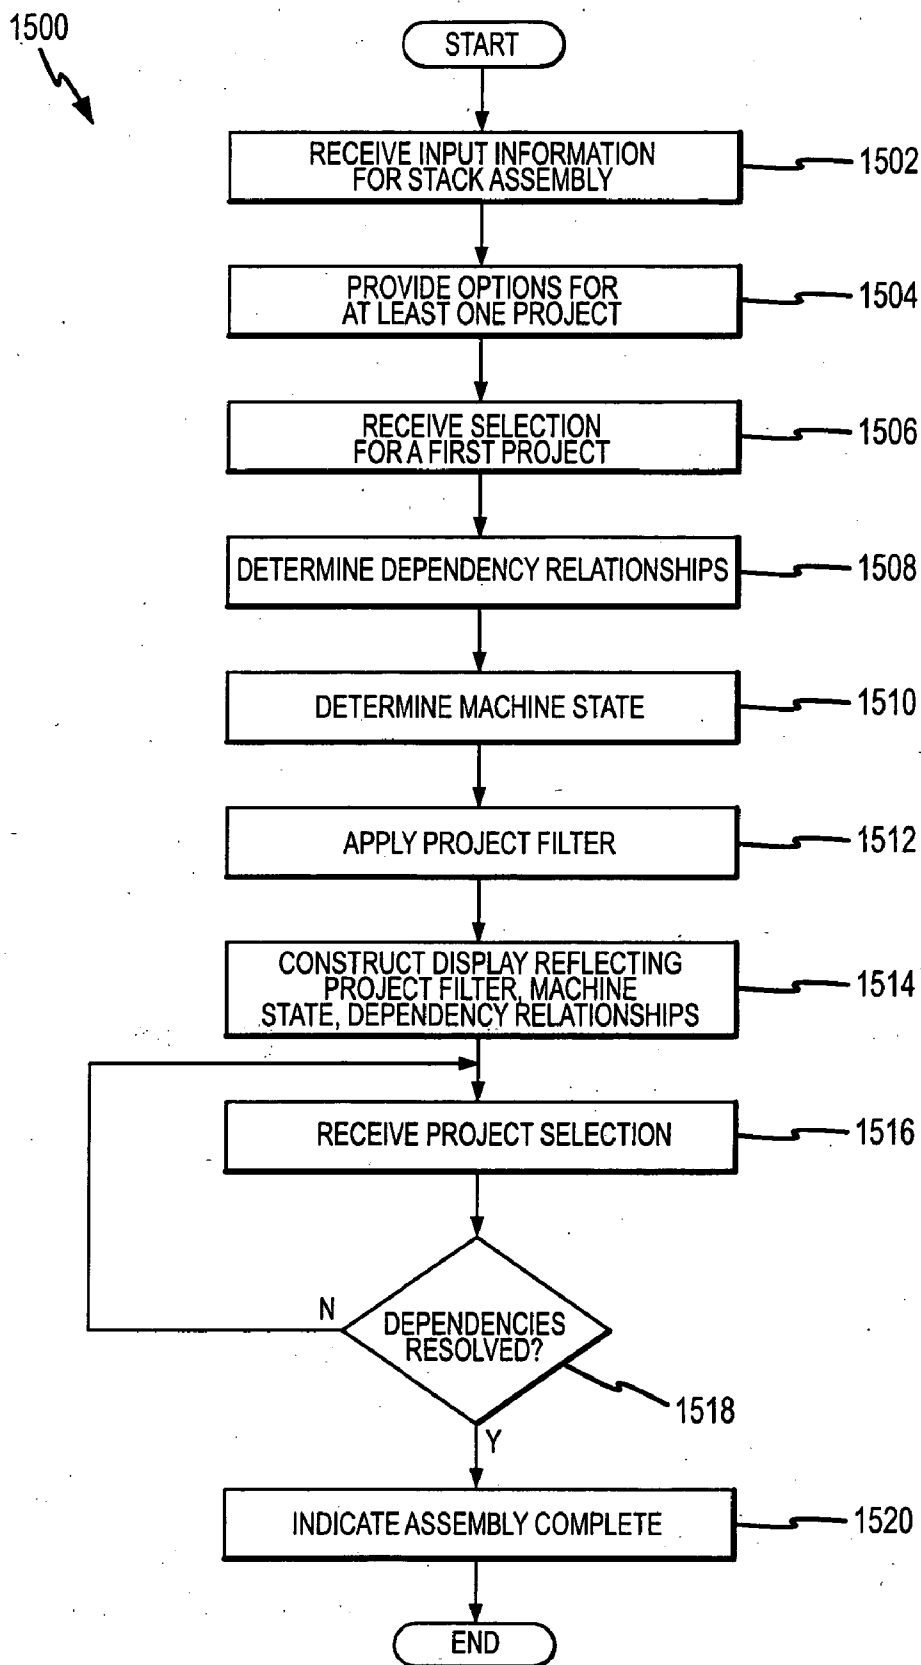 1500
START
RECEIVE INPUT INFORMATION
FOR STACK ASSEMBLY
1502
PROVIDE OPTIONS FOR
AT LEAST ONE PROJECT
1504
RECEIVE SELECTION
FOR A FIRST PROJECT
1506
DETERMINE DEPENDENCY RELATIONSHIPS
1508
DETERMINE MACHINE STATE
1510
APPLY PROJECT FILTER
1512
CONSTRUCT DISPLAY REFLECTING
PROJECT FILTER, MACHINE
STATE, DEPENDENCY RELATIONSHIPS
1514
RECEIVE PROJECT SELECTION
1516
N
DEPENDENCIES
RESOLVED?
1518
Y
INDICATE ASSEMBLY COMPLETE
1520
END